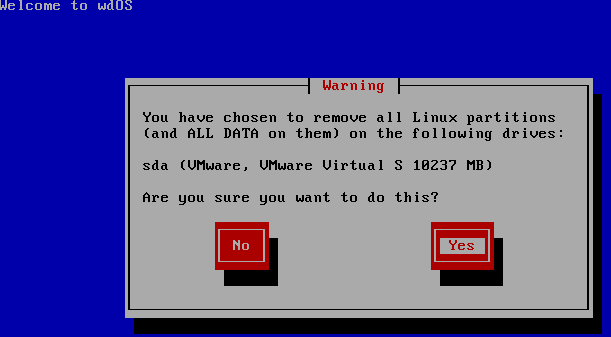 Welcome to wdOS
Warning
You have chosen to remove all Linux partitions
(and ALL DATA on them) on the following drives:
sda (VMware, VMware Virtual S 10237 MB)
Are you sure you want to do this?
No Yes